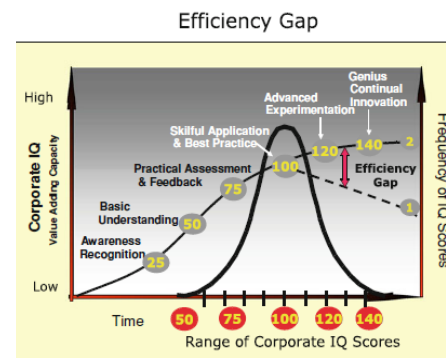 Efficiency Gap
High
Genius
Continual
Innovation
Advanced
Experimentation
Skilful Application
& Best Practice
120
140
2
100
Practical Assessment
& Feedback
75
Efficiency
Gap
Basic
Understanding
50
1
Awareness
Recognition
25
Low
Corporate IQ
Value Adding Capacity
Frequency of IQ Scores
Time
50
75
100
120
140
Range of Corporate IQ Scores